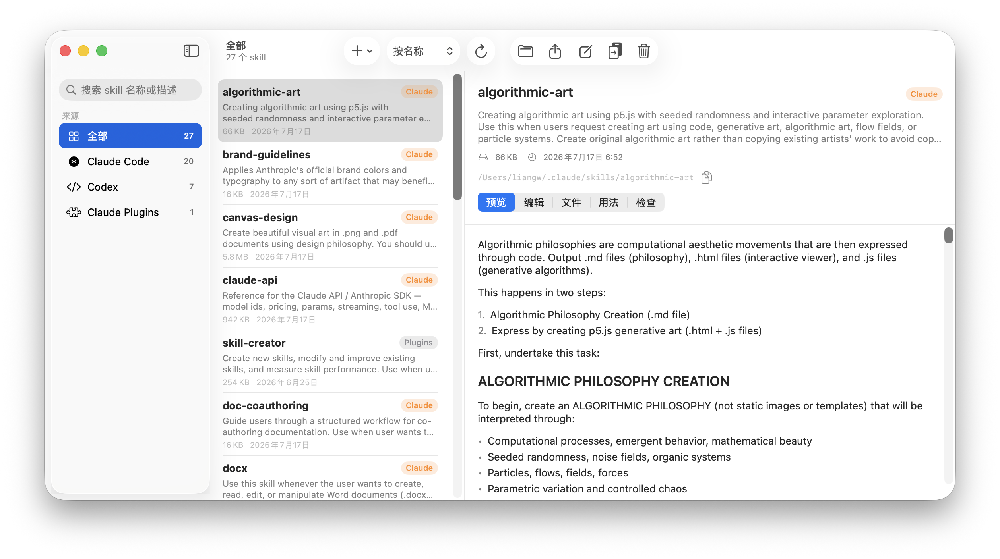 搜索 skill 名称或描述
来源
全部 27
Claude Code 20
Codex 7
Claude Plugins 1
全部
27 个 skill
按名称
algorithmic-art Claude
Creating algorithmic art using p5.js with
seeded randomness and interactive parameter e...
66 KB 2026年7月17日
brand-guidelines Claude
Applies Anthropic's official brand colors and
typography to any sort of artifact that may benefi...
16 KB 2026年7月17日
canvas-design Claude
Create beautiful visual art in .png and .pdf
documents using design philosophy. You should u...
5.8 MB 2026年7月17日
claude-api Claude
Reference for the Claude API / Anthropic SDK —
model ids, pricing, params, streaming, tool use, M...
942 KB 2026年7月17日
skill-creator Plugins
Create new skills, modify and improve existing
skills, and measure skill performance. Use when u...
254 KB 2026年6月25日
doc-coauthoring Claude
Guide users through a structured workflow for co-
authoring documentation. Use when user wants t...
16 KB 2026年7月17日
docx Claude
Use this skill whenever the user wants to create,
read, edit, or manipulate Word documents (.docx...
algorithmic-art Claude
Creating algorithmic art using p5.js with seeded randomness and interactive parameter exploration.
Use this when users request creating art using code, generative art, algorithmic art, flow fields, or
particle systems. Create original algorithmic art rather than copying existing artists' work to avoid cop...
66 KB 2026年7月17日 6:52
/Users/liangw/.claude/skills/algorithmic-art
预览 编辑 文件 用法 检查
Algorithmic philosophies are computational aesthetic movements that are then expressed
through code. Output .md files (philosophy), .html files (interactive viewer), and .js files
(generative algorithms).
This happens in two steps:
1. Algorithmic Philosophy Creation (.md file)
2. Express by creating p5.js generative art (.html + .js files)
First, undertake this task:
ALGORITHMIC PHILOSOPHY CREATION
To begin, create an ALGORITHMIC PHILOSOPHY (not static images or templates) that will be
interpreted through:
• Computational processes, emergent behavior, mathematical beauty
• Seeded randomness, noise fields, organic systems
• Particles, flows, fields, forces
• Parametric variation and controlled chaos